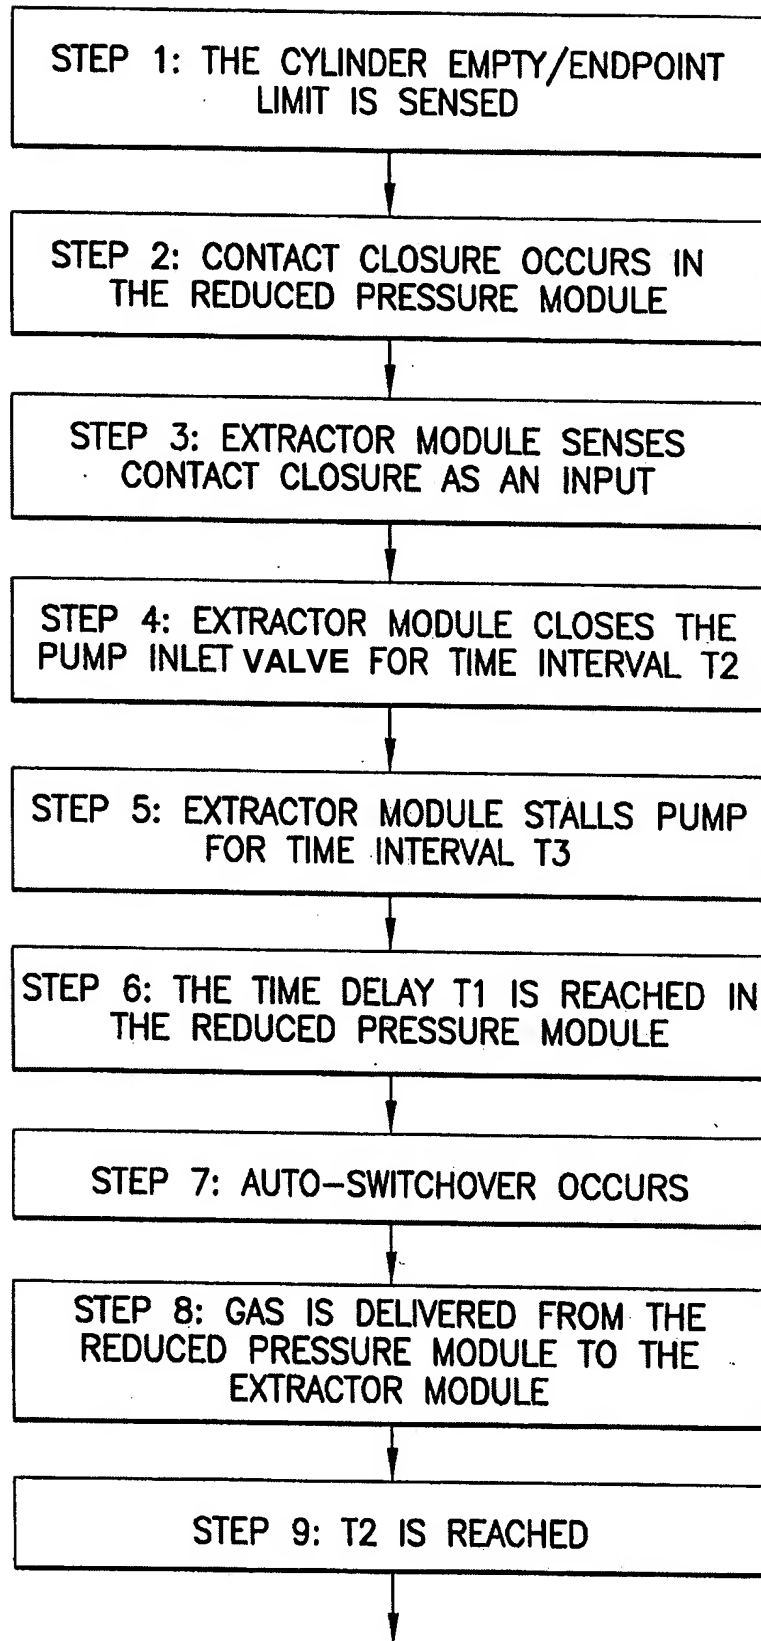 STEP 1: THE CYLINDER EMPTY/ENDPOINT
LIMIT IS SENSED
STEP 2: CONTACT CLOSURE OCCURS IN
THE REDUCED PRESSURE MODULE
STEP 3: EXTRACTOR MODULE SENSES
CONTACT CLOSURE AS AN INPUT
STEP 4: EXTRACTOR MODULE CLOSES THE
PUMP INLET VALVE FOR TIME INTERVAL T2
STEP 5: EXTRACTOR MODULE STALLS PUMP
FOR TIME INTERVAL T3
STEP 6: THE TIME DELAY T1 IS REACHED IN
THE REDUCED PRESSURE MODULE
STEP 7: AUTO-SWITCHOVER OCCURS
STEP 8: GAS IS DELIVERED FROM THE
REDUCED PRESSURE MODULE TO THE
EXTRACTOR MODULE
STEP 9: T2 IS REACHED